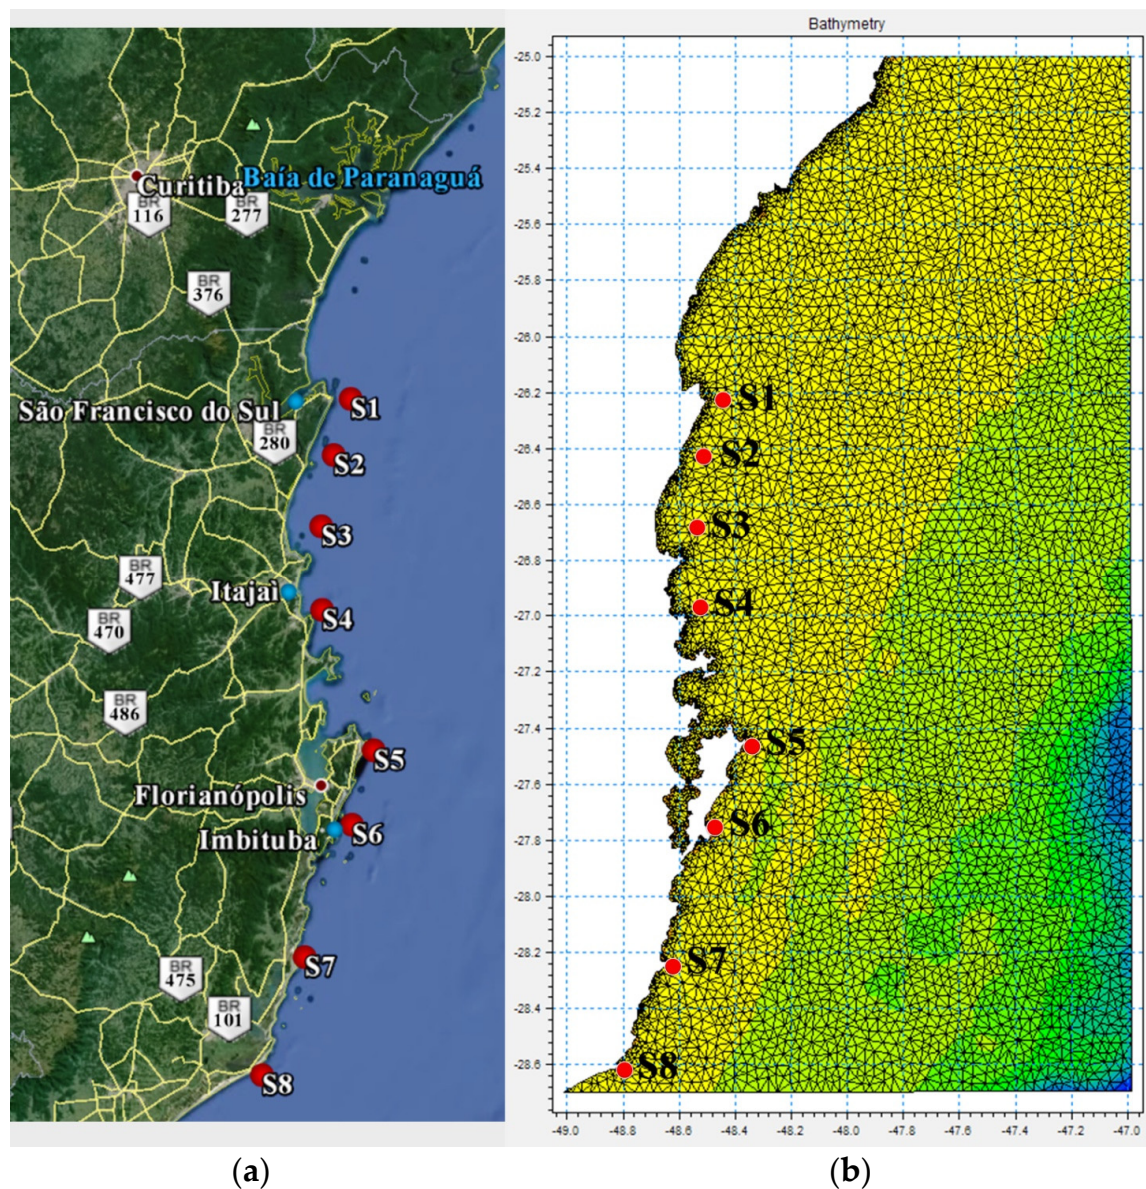 Curitiba
Baía de Paranaguá
BR
116
BR
277
BR
376
São Francisco do Sul
S1
BR
280
S2
S3
BR
477
Itajaì
S4
BR
470
BR
486
S5
Florianópolis
Imbituba
S6
S7
BR
475
BR
101
S8
(a)
Bathymetry
-25.0
-25.2
-25.4
-25.6
-25.8
-26.0
-26.2
-26.4
-26.6
-26.8
-27.0
-27.2
-27.4
-27.6
-27.8
-28.0
-28.2
-28.4
-28.6
S1
S2
S3
S4
S5
S6
S7
S8
-49.0 -48.8 -48.6 -48.4 -48.2 -48.0 -47.8 -47.6 -47.4 -47.2 -47.0
(b)